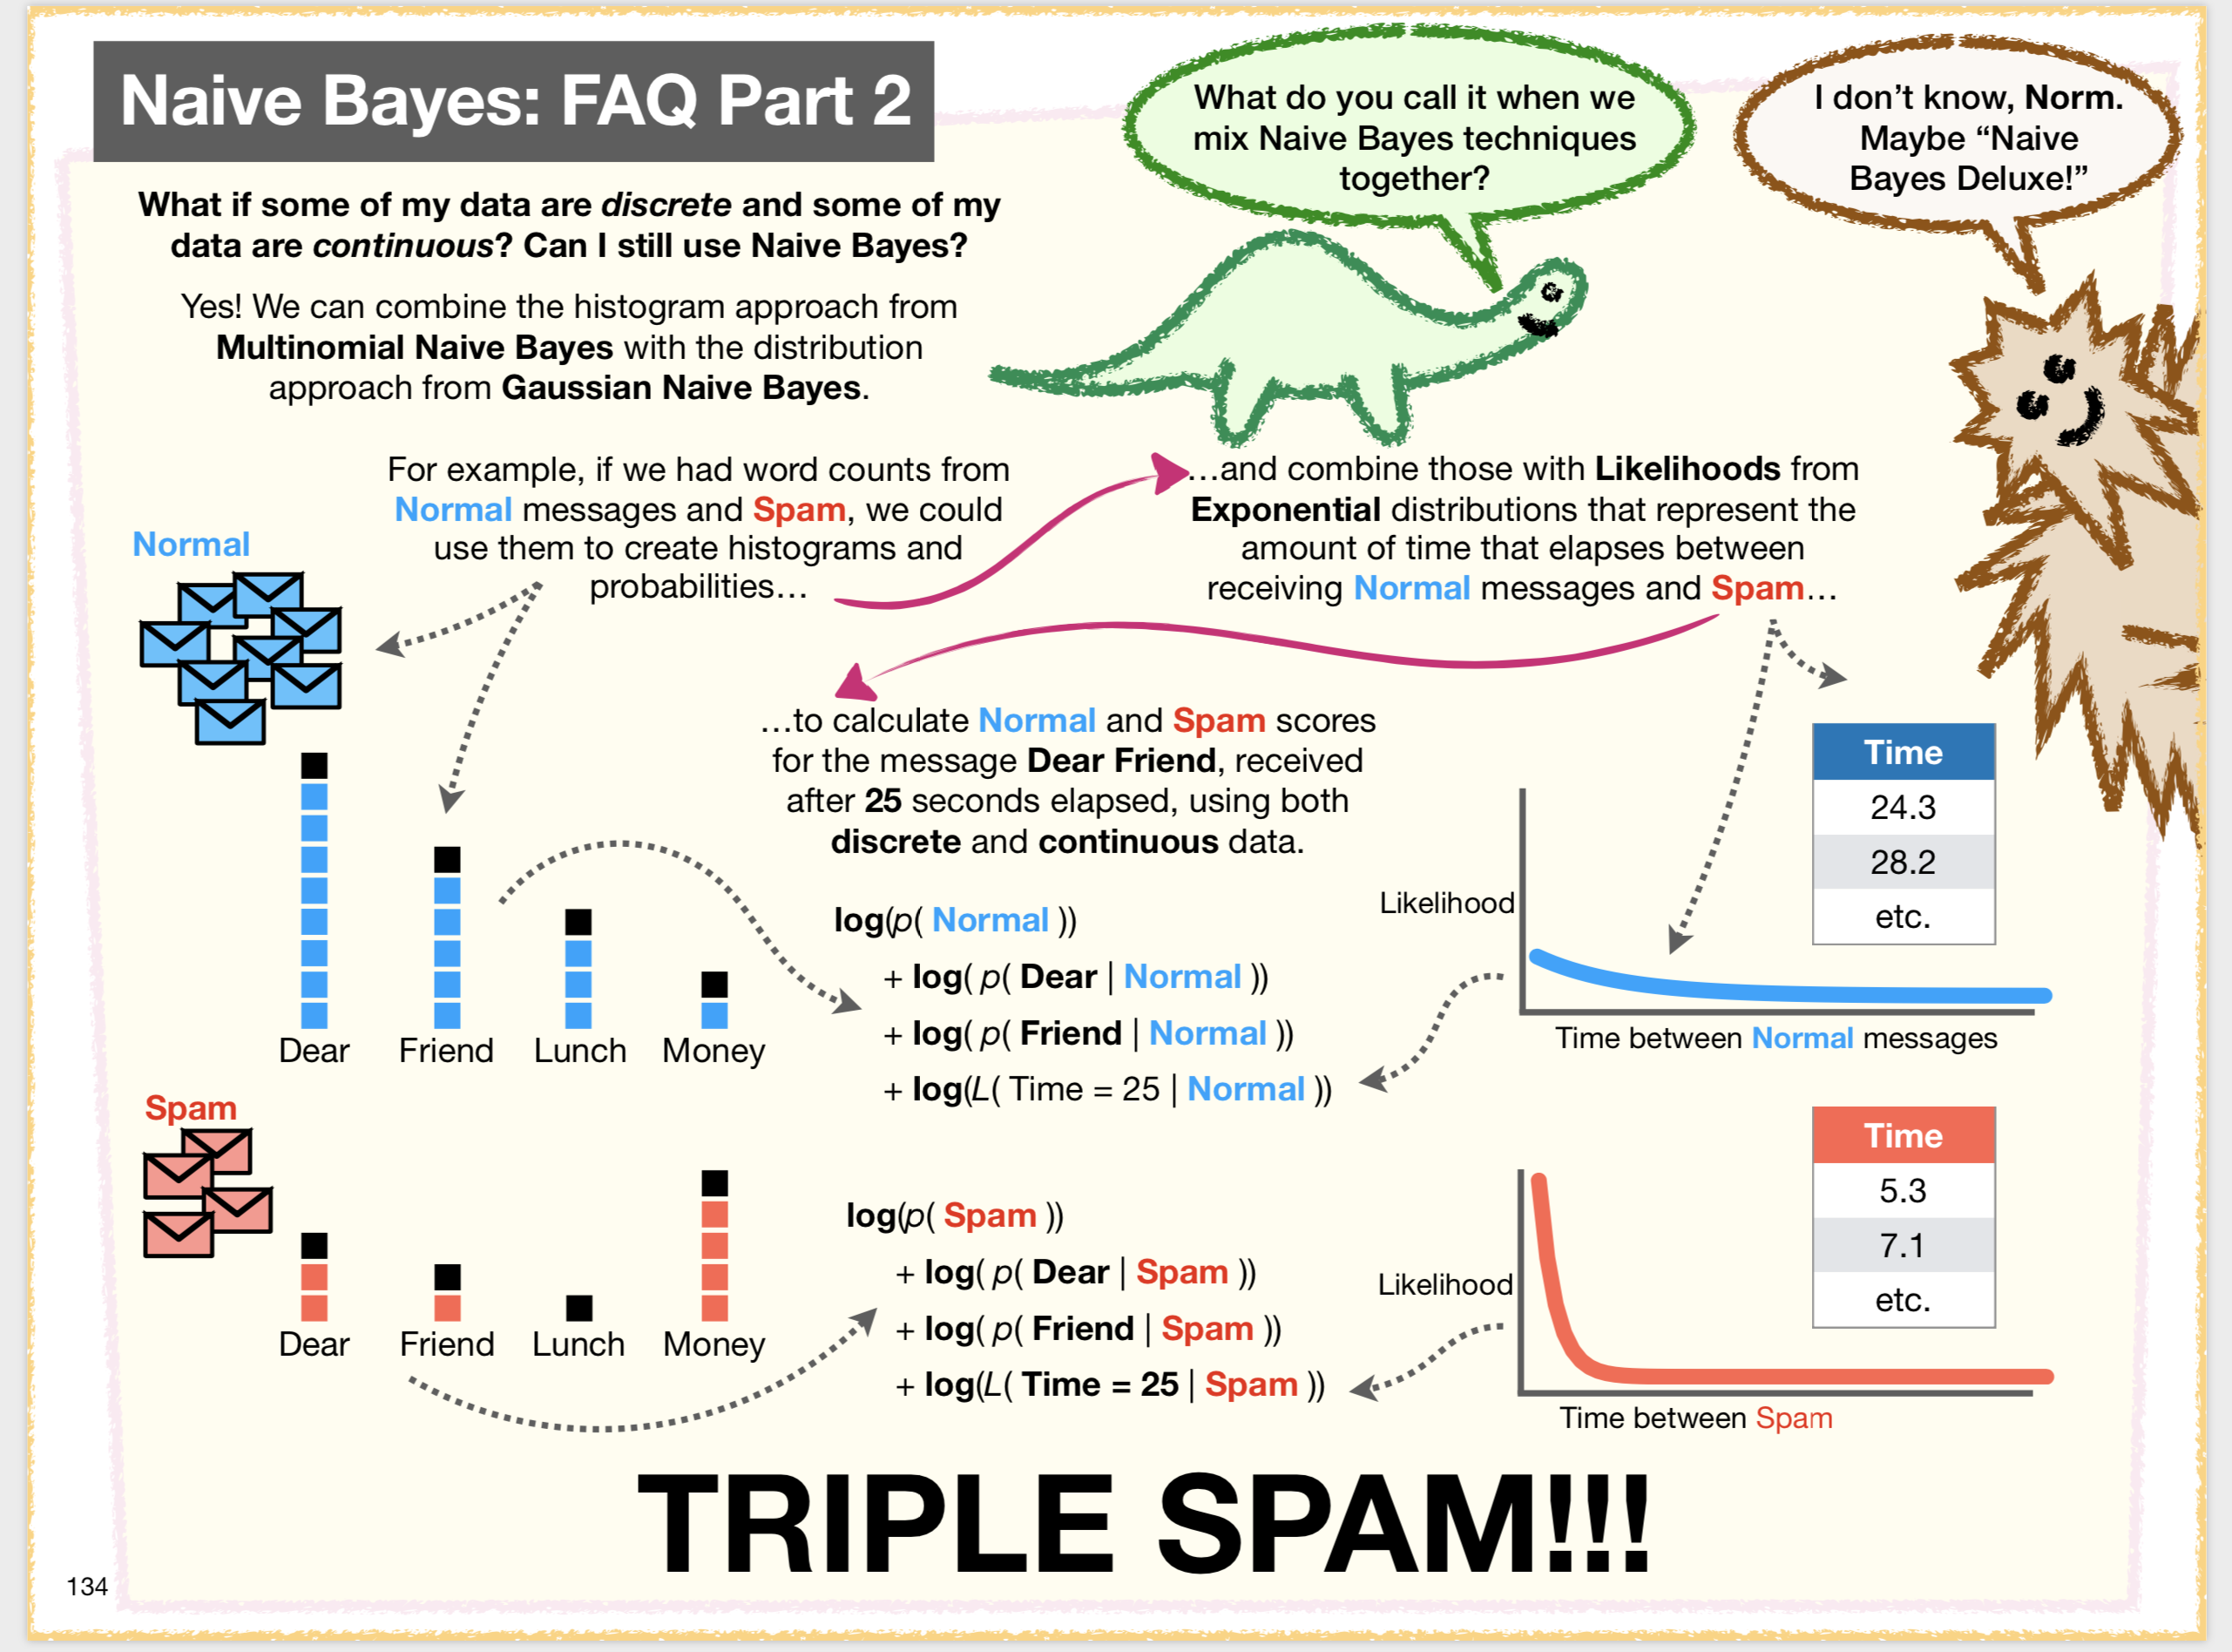 Naive Bayes: FAQ Part 2
What do you call it when we
mix Naive Bayes techniques
together?
I don’t know, Norm.
Maybe “Naive
Bayes Deluxe!”
What if some of my data are discrete and some of my
data are continuous? Can I still use Naive Bayes?
Yes! We can combine the histogram approach from
Multinomial Naive Bayes with the distribution
approach from Gaussian Naive Bayes.
For example, if we had word counts from
Normal messages and Spam, we could
use them to create histograms and
probabilities…
…and combine those with Likelihoods from
Exponential distributions that represent the
amount of time that elapses between
receiving Normal messages and Spam…
…to calculate Normal and Spam scores
for the message Dear Friend, received
after 25 seconds elapsed, using both
discrete and continuous data.
Normal
Dear Friend Lunch Money
log(p( Normal ))
+ log( p( Dear | Normal ))
+ log( p( Friend | Normal ))
+ log(L( Time = 25 | Normal ))
Likelihood
Time between Normal messages
Time
24.3
28.2
etc.
Spam
Dear Friend Lunch Money
log(p( Spam ))
+ log( p( Dear | Spam ))
+ log( p( Friend | Spam ))
+ log(L( Time = 25 | Spam ))
Likelihood
Time between Spam
Time
5.3
7.1
etc.
TRIPLE SPAM!!!
134